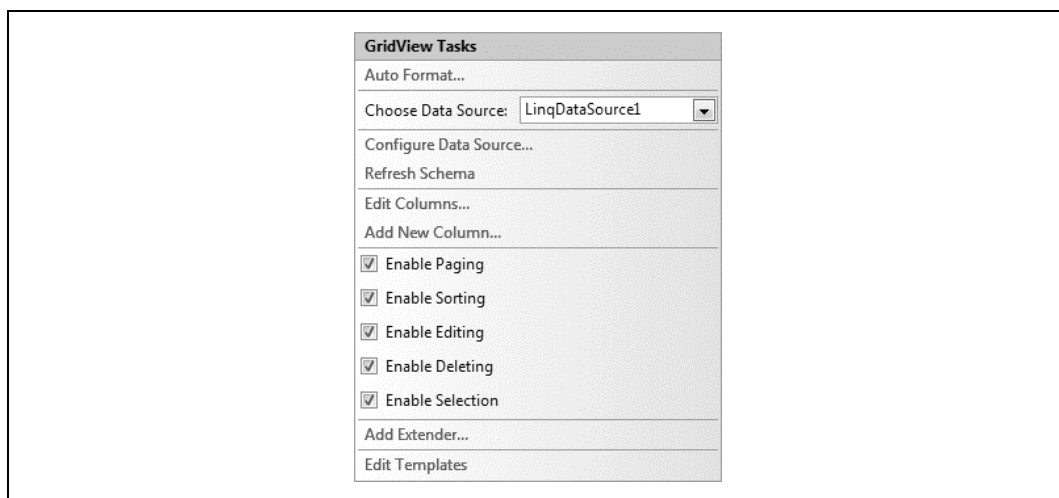 GridView Tasks
Auto Format...
Choose Data Source: LinqDataSource1
Configure Data Source...
Refresh Schema
Edit Columns...
Add New Column...
Enable Paging
Enable Sorting
Enable Editing
Enable Deleting
Enable Selection
Add Extender...
Edit Templates